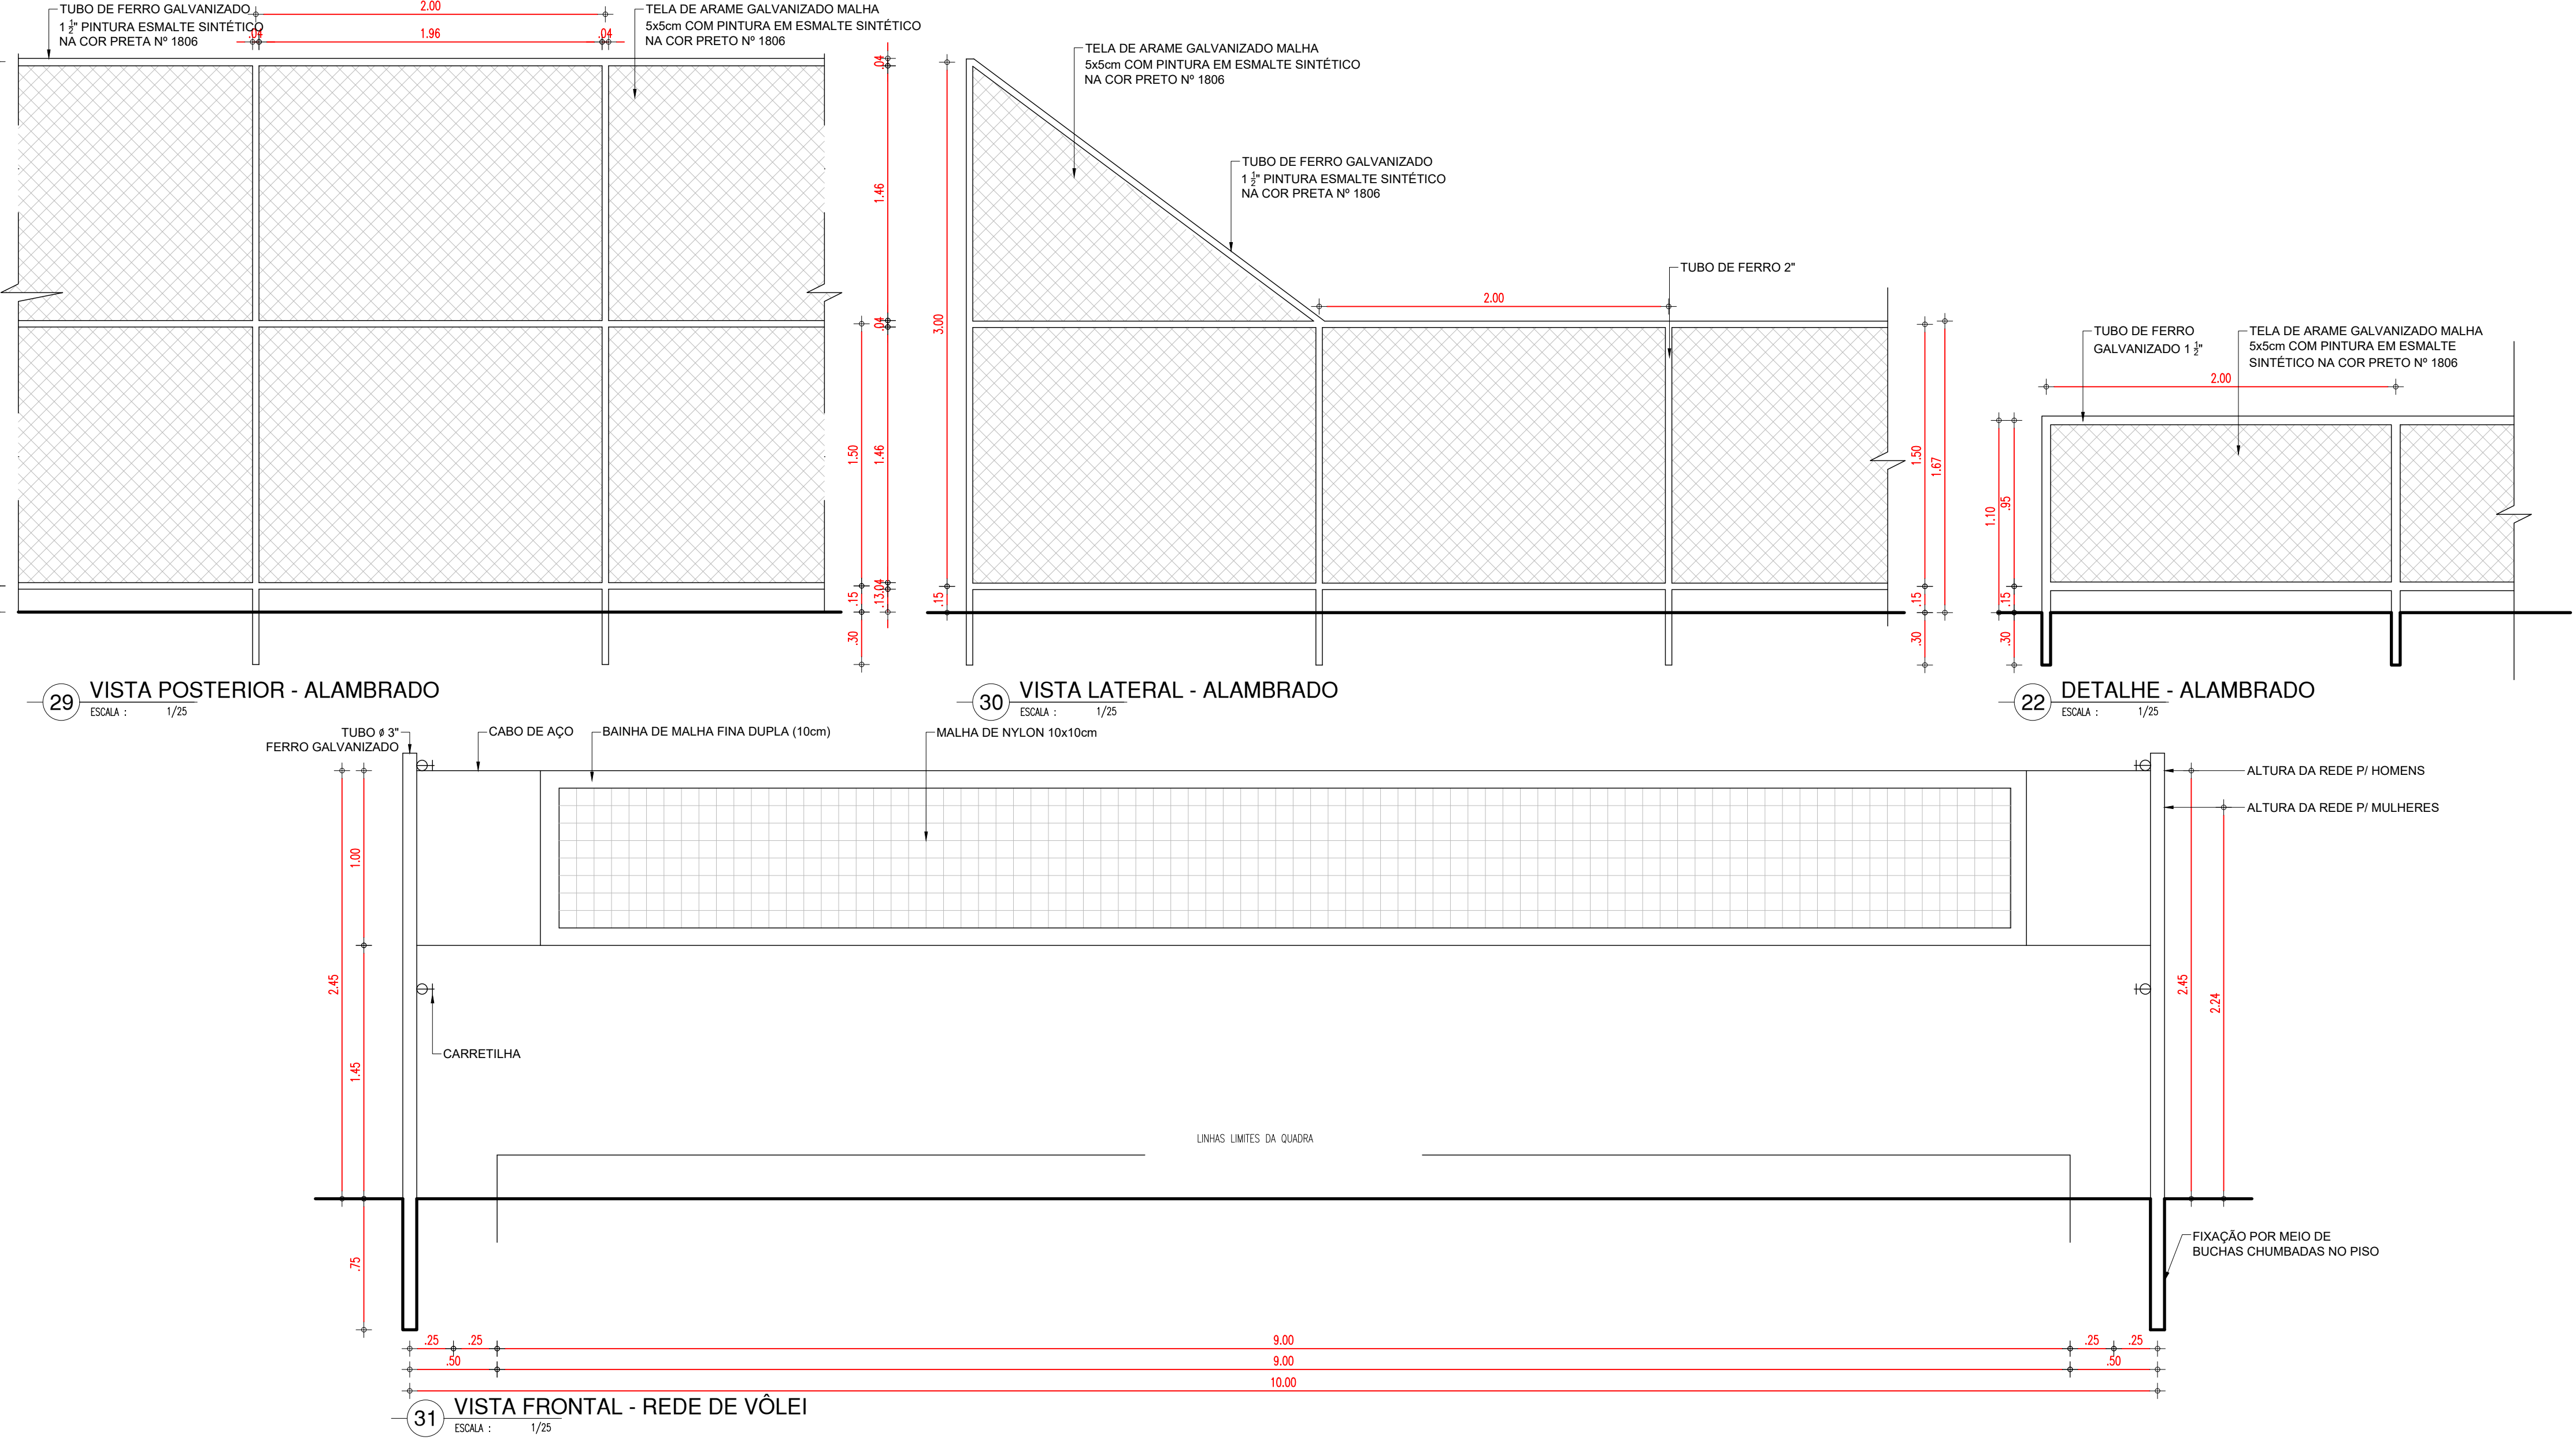 TUBO DE FERRO GALVANIZADO
1 1/2" PINTURA ESMALTE SINTÉTICO
NA COR PRETA Nº 1806
2.00
.04
1.96
.04
TELA DE ARAME GALVANIZADO MALHA
5x5cm COM PINTURA EM ESMALTE SINTÉTICO
NA COR PRETO Nº 1806
.04
1.46
.04
1.50
1.46
.15
.13
.04
.30
29
VISTA POSTERIOR - ALAMBRADO
ESCALA : 1/25
TELA DE ARAME GALVANIZADO MALHA
5x5cm COM PINTURA EM ESMALTE SINTÉTICO
NA COR PRETO Nº 1806
TUBO DE FERRO GALVANIZADO
1 1/2" PINTURA ESMALTE SINTÉTICO
NA COR PRETA Nº 1806
TUBO DE FERRO 2"
2.00
3.00
.15
1.50
1.67
.15
.30
30
VISTA LATERAL - ALAMBRADO
ESCALA : 1/25
TUBO DE FERRO
GALVANIZADO 1 1/2"
TELA DE ARAME GALVANIZADO MALHA
5x5cm COM PINTURA EM ESMALTE
SINTÉTICO NA COR PRETO Nº 1806
2.00
1.10
.95
.15
.30
22
DETALHE - ALAMBRADO
ESCALA : 1/25
TUBO ø 3"
FERRO GALVANIZADO
CABO DE AÇO
BAINHA DE MALHA FINA DUPLA (10cm)
MALHA DE NYLON 10x10cm
ALTURA DA REDE P/ HOMENS
ALTURA DA REDE P/ MULHERES
1.00
2.45
1.45
.75
CARRETILHA
2.45
2.24
LINHAS LIMITES DA QUADRA
FIXAÇÃO POR MEIO DE
BUCHAS CHUMBADAS NO PISO
.25
.25
9.00
.25
.25
.50
9.00
.50
10.00
31
VISTA FRONTAL - REDE DE VÔLEI
ESCALA : 1/25